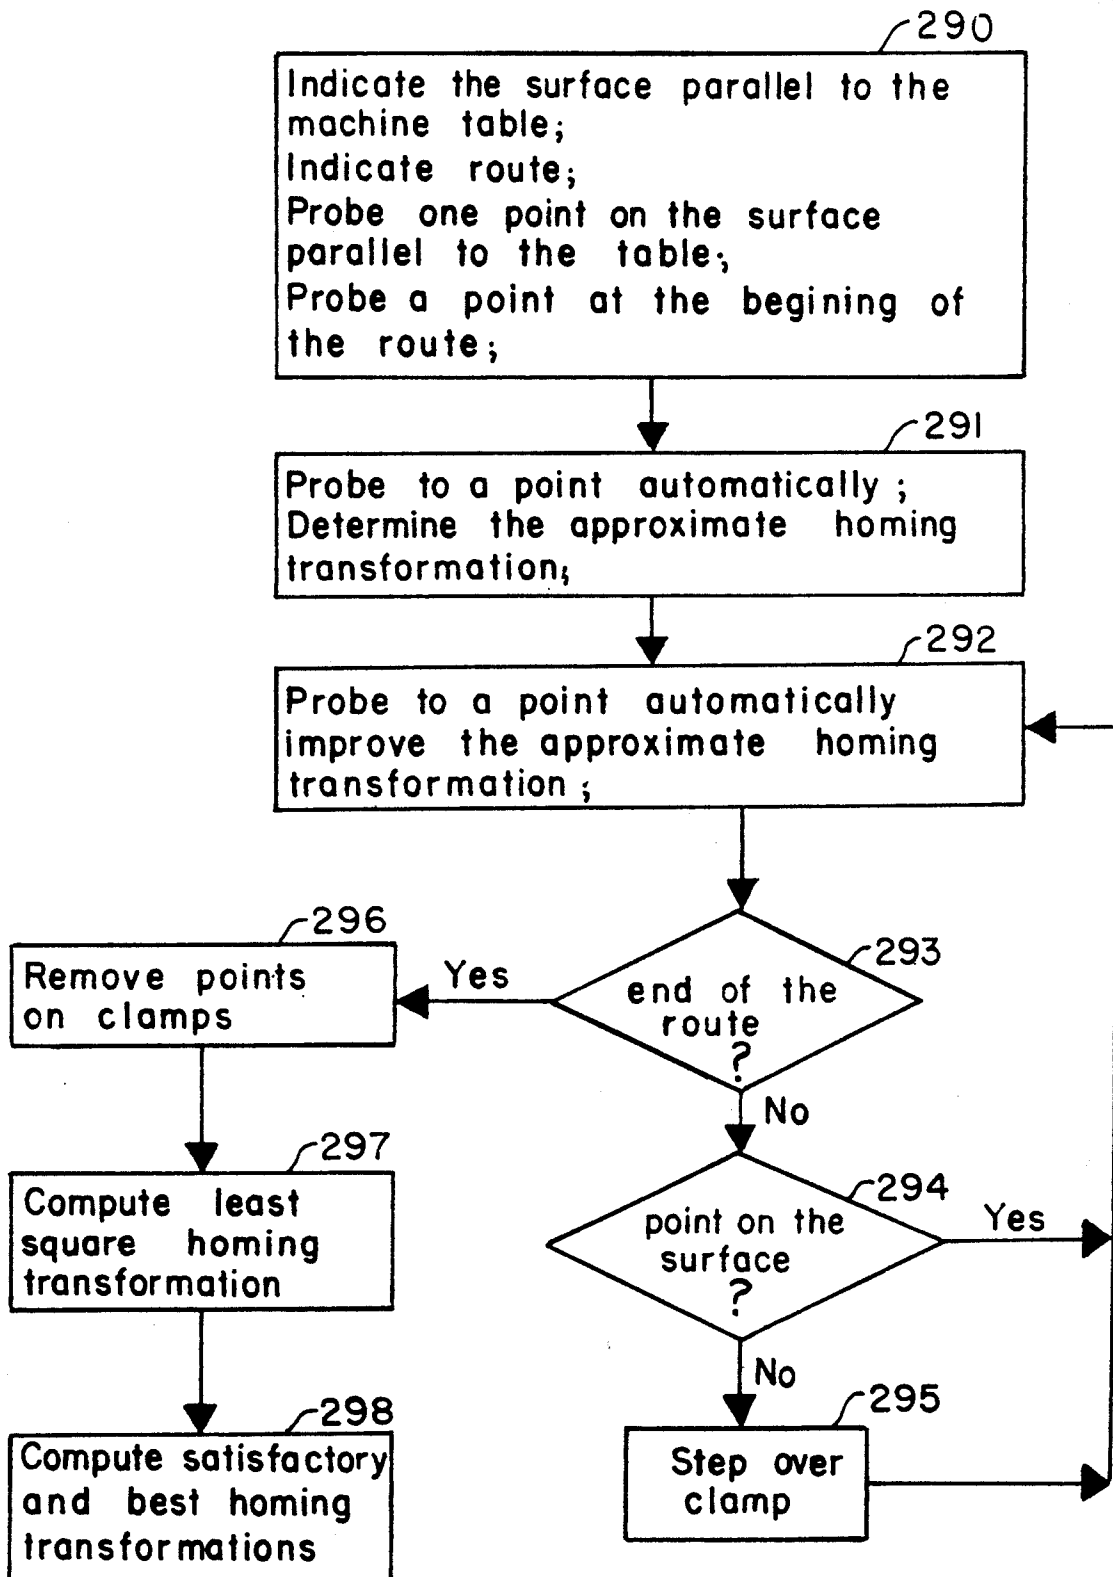 290
Indicate the surface parallel to the
machine table;
Indicate route;
Probe one point on the surface
parallel to the table;
Probe a point at the begining of
the route;
291
Probe to a point automatically ;
Determine the approximate homing
transformation;
292
Probe to a point automatically
improve the approximate homing
transformation ;
293
end of the
route
?
Yes
No
296
Remove points
on clamps
297
Compute least
square homing
transformation
298
Compute satisfactory
and best homing
transformations
294
point on the
surface
?
Yes
No
295
Step over
clamp